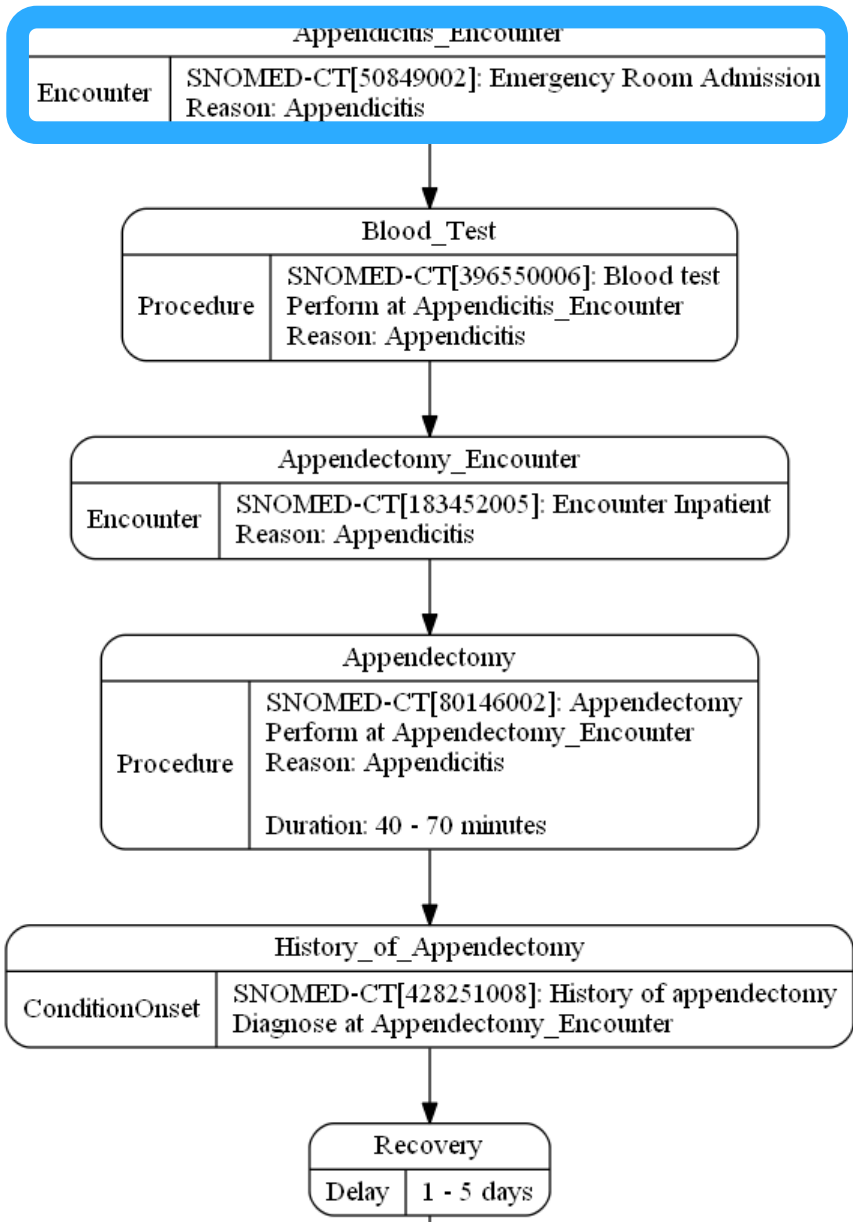 Appendicitis_Encounter
Encounter
SNOMED-CT[50849002]: Emergency Room Admission
Reason: Appendicitis
Blood_Test
Procedure
SNOMED-CT[396550006]: Blood test
Perform at Appendicitis_Encounter
Reason: Appendicitis
Appendectomy_Encounter
Encounter
SNOMED-CT[183452005]: Encounter Inpatient
Reason: Appendicitis
Appendectomy
Procedure
SNOMED-CT[80146002]: Appendectomy
Perform at Appendectomy_Encounter
Reason: Appendicitis
Duration: 40 - 70 minutes
History_of_Appendectomy
ConditionOnset
SNOMED-CT[428251008]: History of appendectomy
Diagnose at Appendectomy_Encounter
Recovery
Delay
1 - 5 days